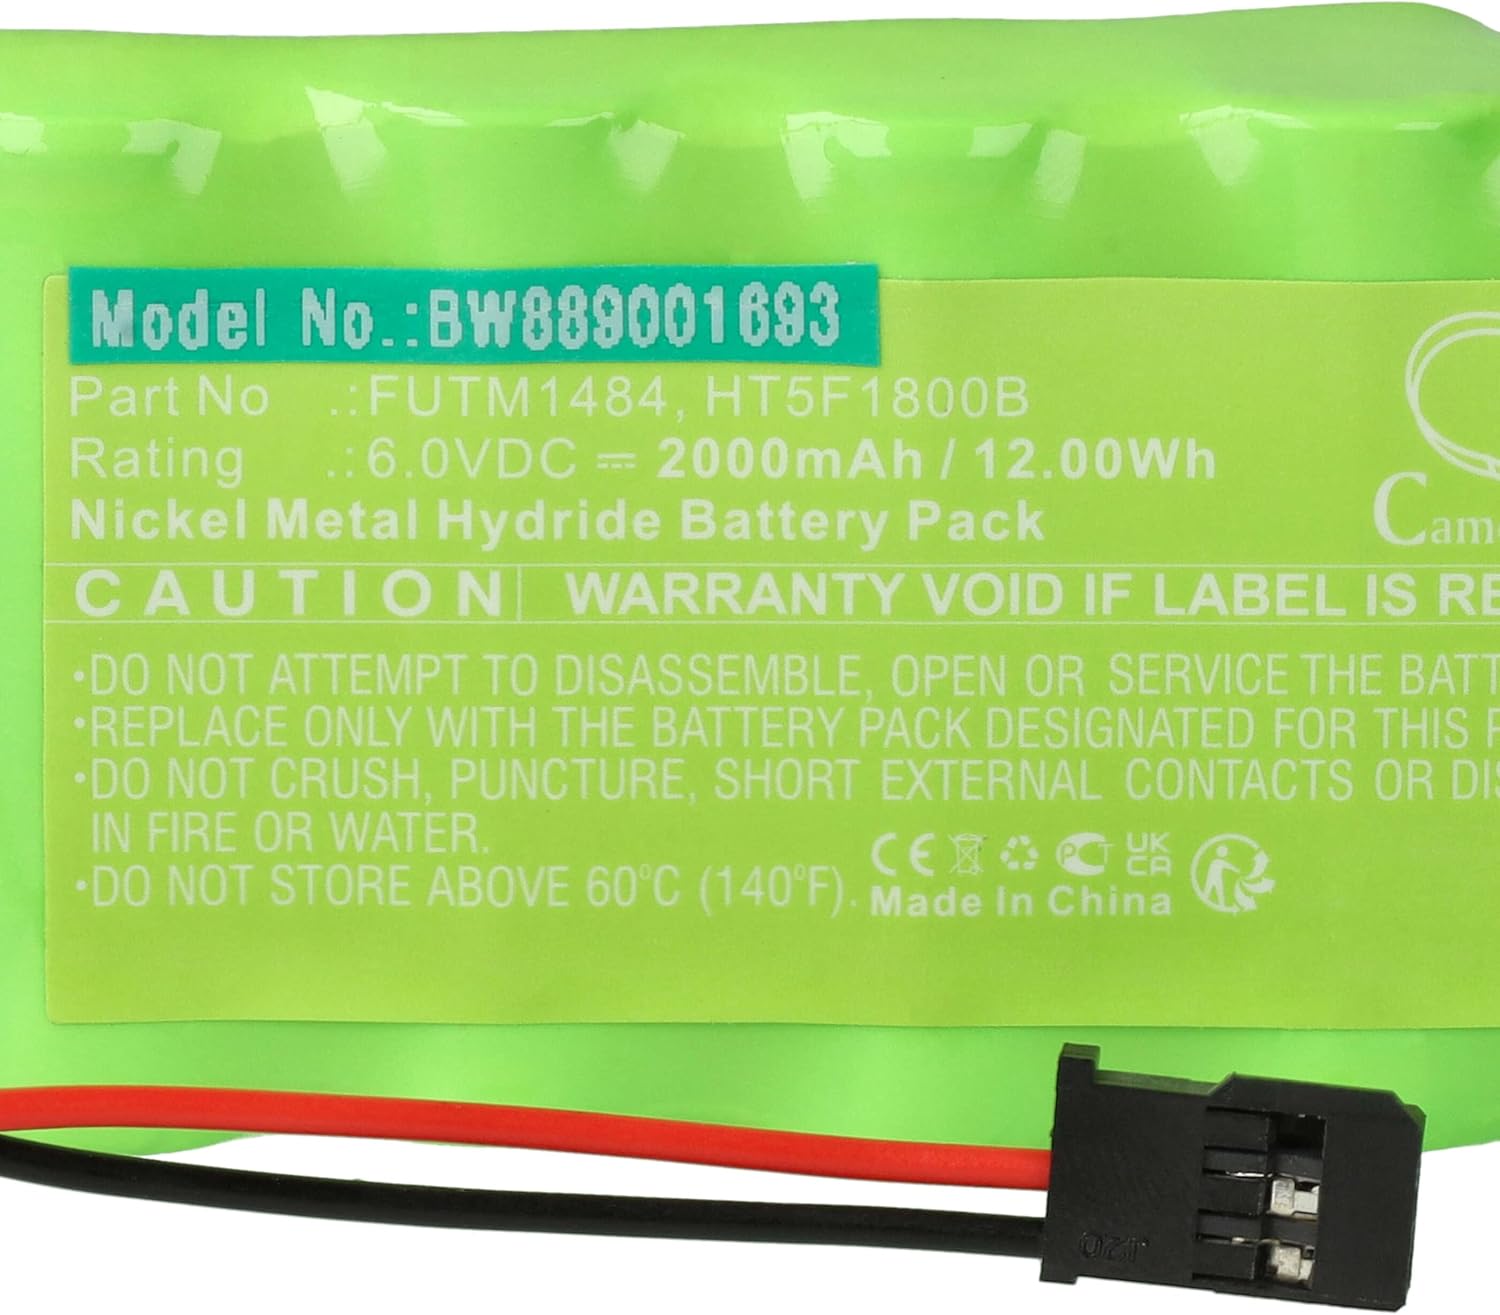 Model No.:BW889001693
Part No .:FUTM1484, HT5F1800B
Rating .:6.0VDC ⎓ 2000mAh / 12.00Wh
Nickel Metal Hydride Battery Pack
CAUTION WARRANTY VOID IF LABEL IS
•DO NOT ATTEMPT TO DISASSEMBLE, OPEN OR SERVICE THE
•REPLACE ONLY WITH THE BATTERY PACK DESIGNATED FOR THIS
•DO NOT CRUSH, PUNCTURE, SHORT EXTERNAL CONTACTS OR
IN FIRE OR WATER.
•DO NOT STORE ABOVE 60°C (140°F).
CE UK CA
Made In China